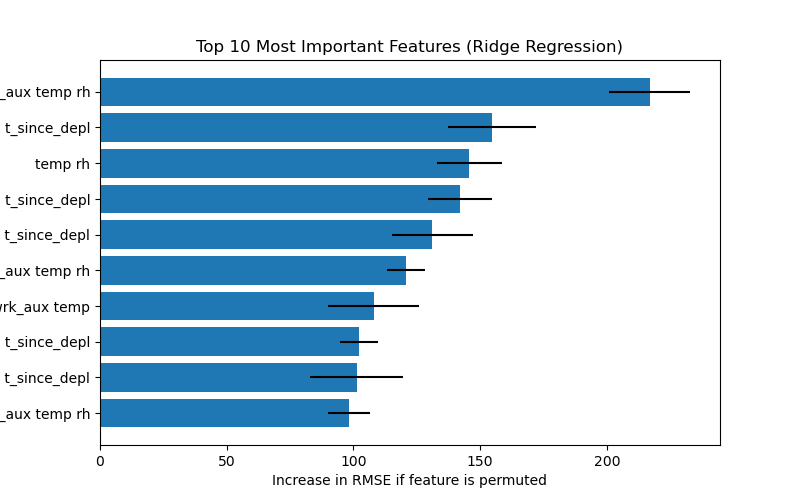 Top 10 Most Important Features (Ridge Regression)
_aux temp rh
t_since_depl
temp rh
t_since_depl
t_since_depl
_aux temp rh
rk_aux temp
t_since_depl
t_since_depl
_aux temp rh
0 50 100 150 200
Increase in RMSE if feature is permuted